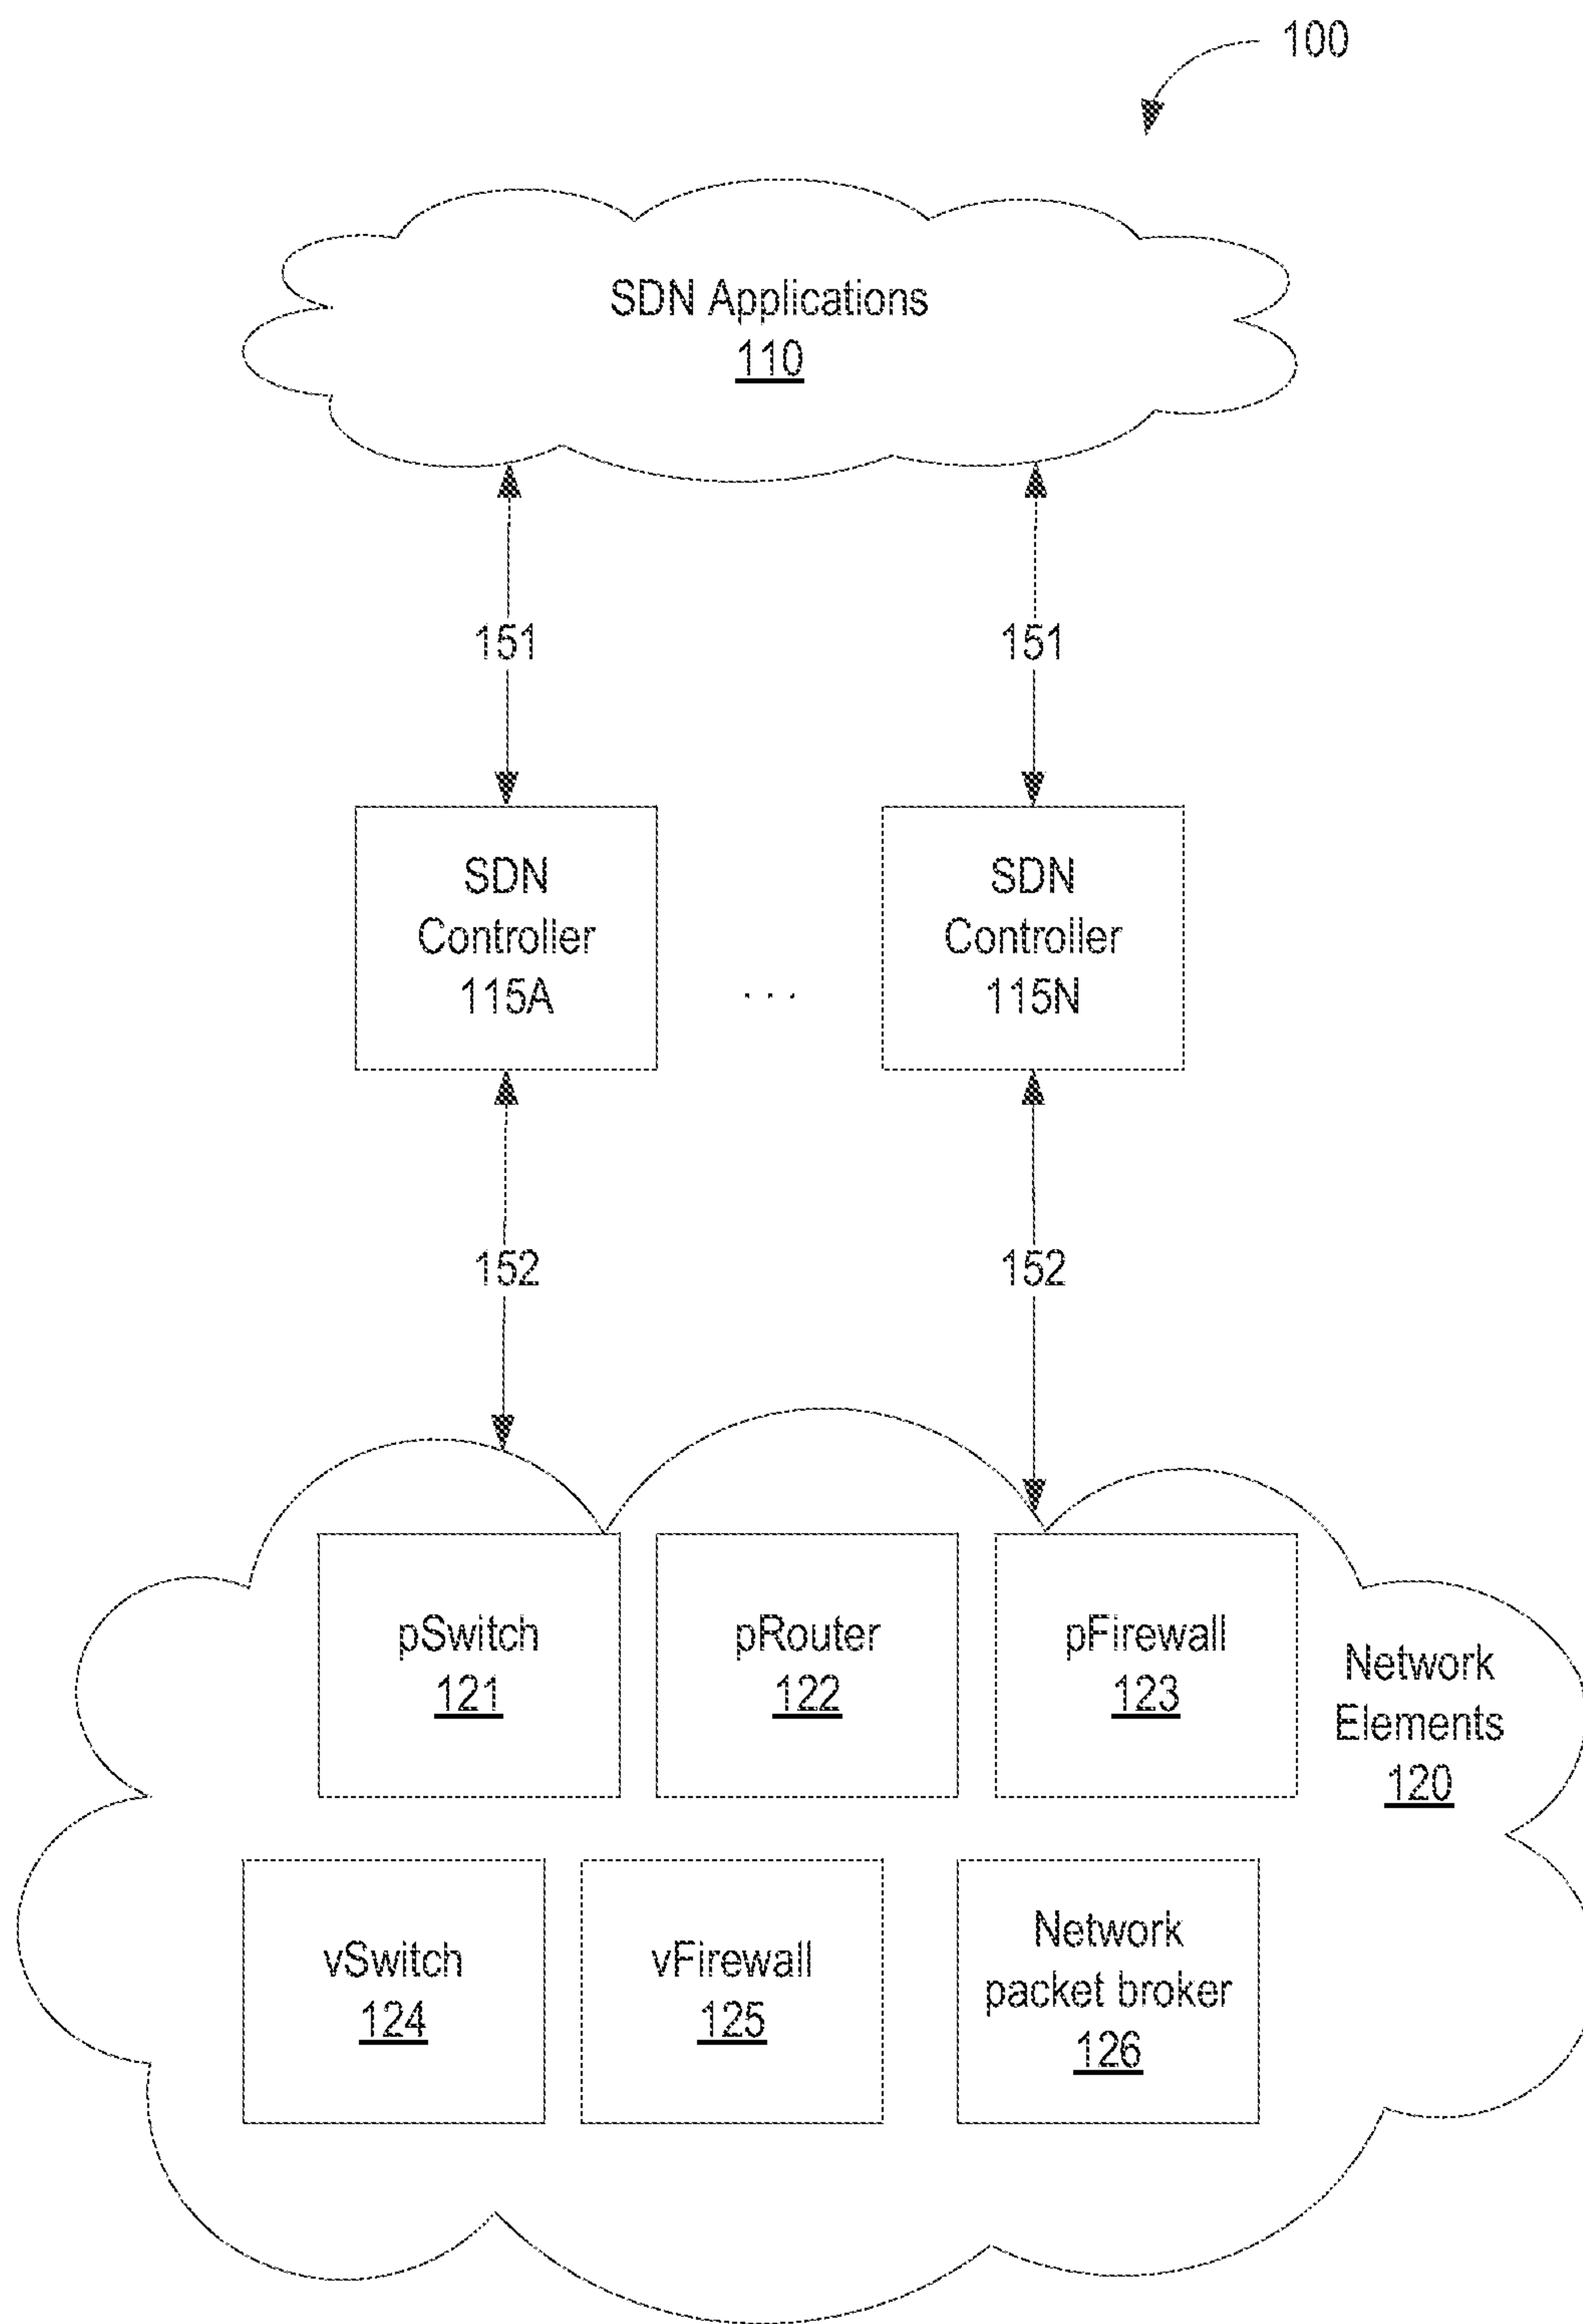 100
SDN Applications
110
151
151
SDN
Controller
115A
. . .
SDN
Controller
115N
152
152
pSwitch
121
pRouter
122
pFirewall
123
Network
Elements
120
vSwitch
124
vFirewall
125
Network
packet broker
126